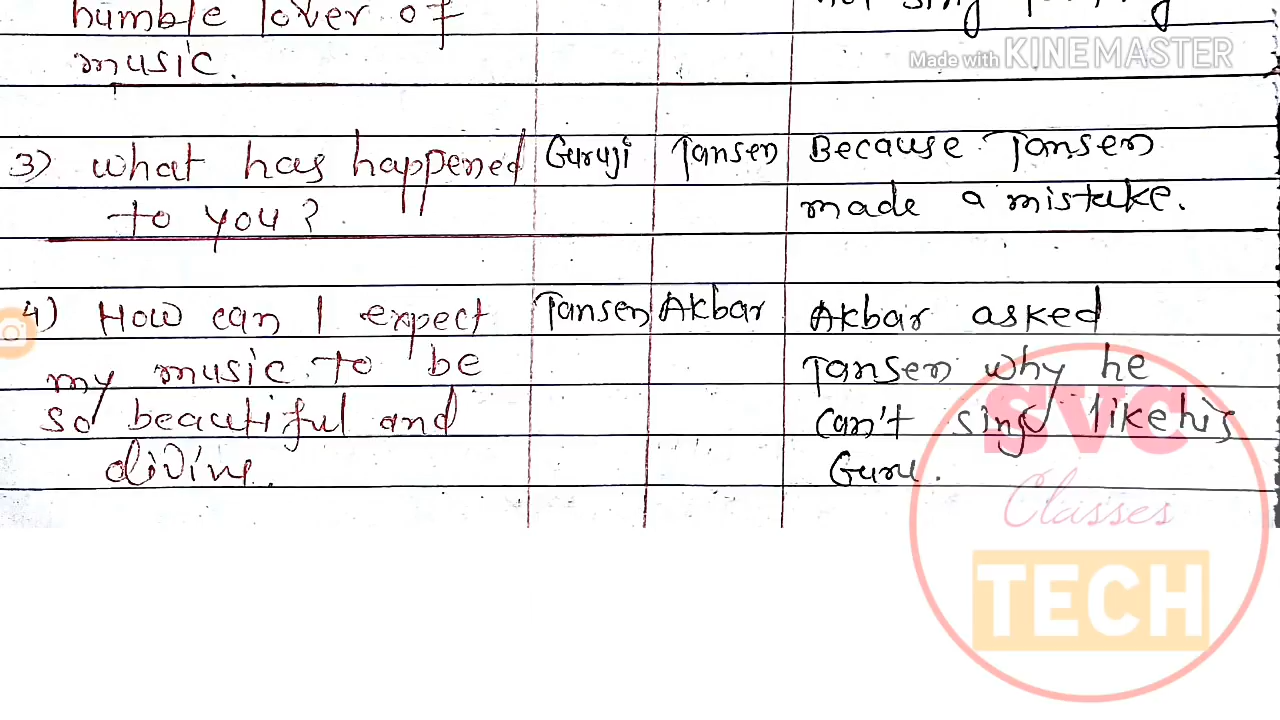 humble lover of
music.
Made with KINEMASTER
3) What has happened Guruji Tansen Because Tansen
to you? made a mistake.
4) How can I expect Tansen Akbar Akbar asked
my music to be Tansen why he
so beautiful and can't sing like his
divine. Guru.
SVC
Classes
TECH